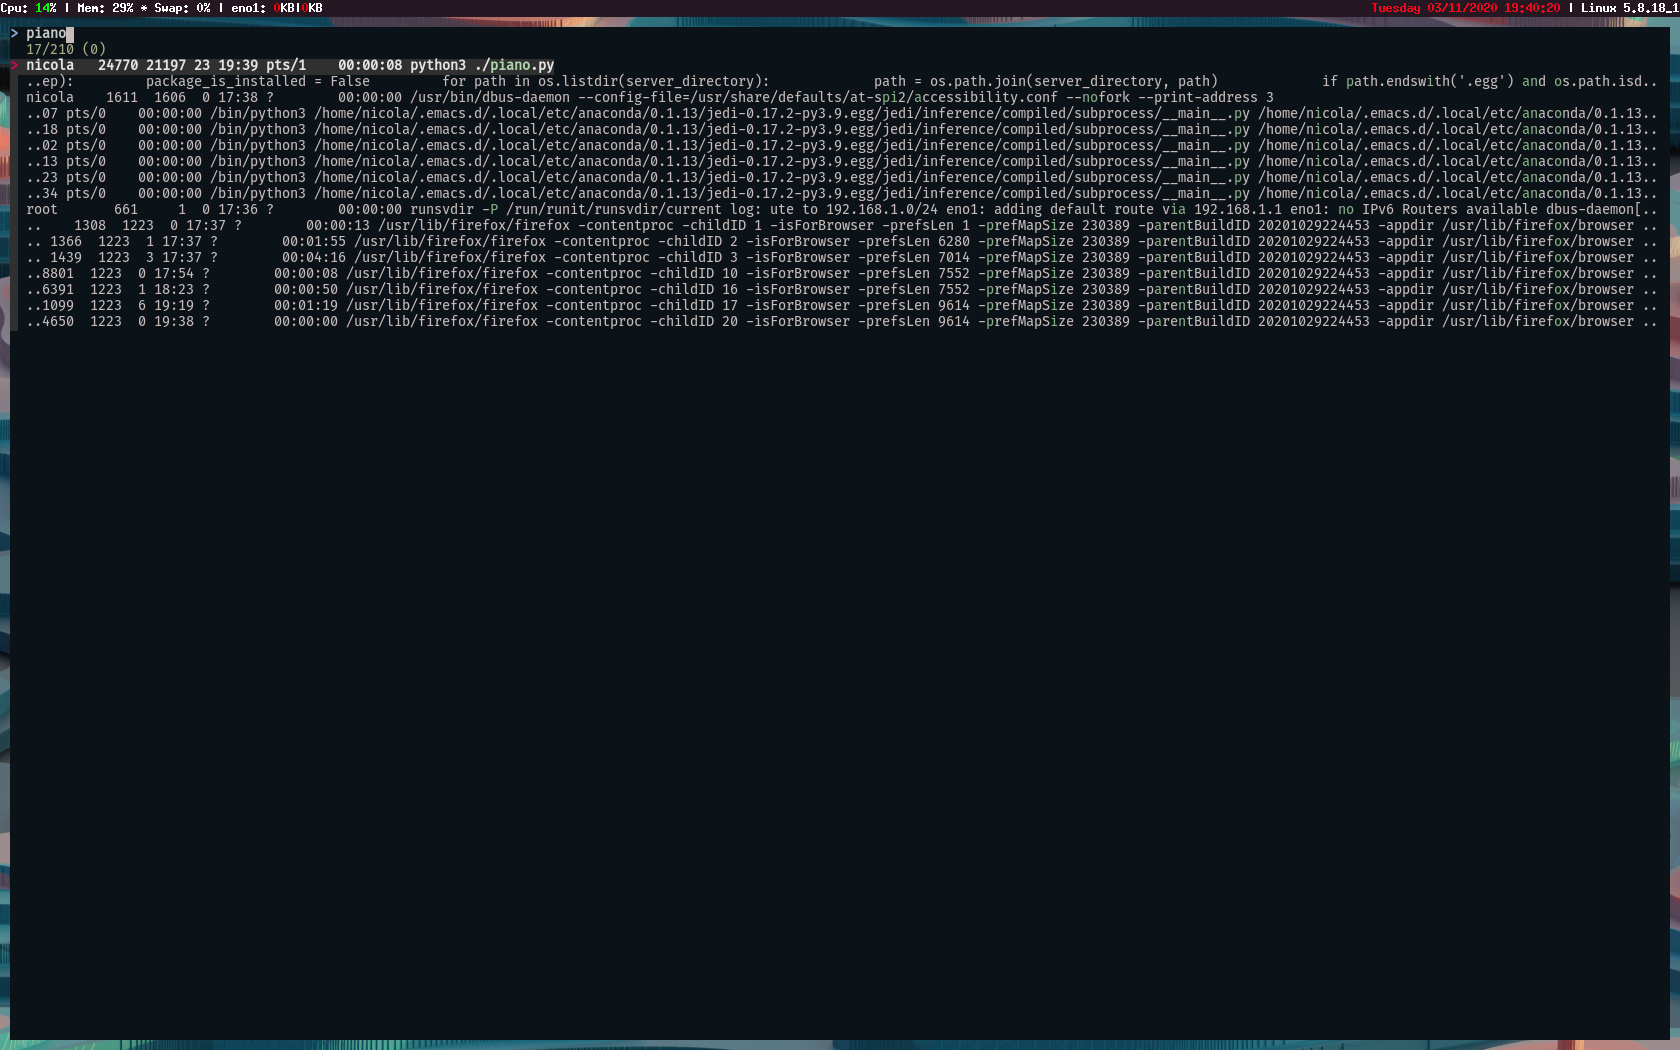 Cpu: 14% | Mem: 29% * Swap: 0% | eno1: 0KB|0KB
Tuesday 03/11/2020 19:40:20 | Linux 5.8.18_1
> piano
17/210 (0)
> nicola   24770 21197 23 19:39 pts/1    00:00:08 python3 ./piano.py
..ep):         package_is_installed = False         for path in os.listdir(server_directory):             path = os.path.join(server_directory, path)             if path.endswith('.egg') and os.path.isd..
nicola    1611  1606  0 17:38 ?        00:00:00 /usr/bin/dbus-daemon --config-file=/usr/share/defaults/at-spi2/accessibility.conf --nofork --print-address 3
..07 pts/0    00:00:00 /bin/python3 /home/nicola/.emacs.d/.local/etc/anaconda/0.1.13/jedi-0.17.2-py3.9.egg/jedi/inference/compiled/subprocess/__main__.py /home/nicola/.emacs.d/.local/etc/anaconda/0.1.13..
..18 pts/0    00:00:00 /bin/python3 /home/nicola/.emacs.d/.local/etc/anaconda/0.1.13/jedi-0.17.2-py3.9.egg/jedi/inference/compiled/subprocess/__main__.py /home/nicola/.emacs.d/.local/etc/anaconda/0.1.13..
..02 pts/0    00:00:00 /bin/python3 /home/nicola/.emacs.d/.local/etc/anaconda/0.1.13/jedi-0.17.2-py3.9.egg/jedi/inference/compiled/subprocess/__main__.py /home/nicola/.emacs.d/.local/etc/anaconda/0.1.13..
..13 pts/0    00:00:00 /bin/python3 /home/nicola/.emacs.d/.local/etc/anaconda/0.1.13/jedi-0.17.2-py3.9.egg/jedi/inference/compiled/subprocess/__main__.py /home/nicola/.emacs.d/.local/etc/anaconda/0.1.13..
..23 pts/0    00:00:00 /bin/python3 /home/nicola/.emacs.d/.local/etc/anaconda/0.1.13/jedi-0.17.2-py3.9.egg/jedi/inference/compiled/subprocess/__main__.py /home/nicola/.emacs.d/.local/etc/anaconda/0.1.13..
..34 pts/0    00:00:00 /bin/python3 /home/nicola/.emacs.d/.local/etc/anaconda/0.1.13/jedi-0.17.2-py3.9.egg/jedi/inference/compiled/subprocess/__main__.py /home/nicola/.emacs.d/.local/etc/anaconda/0.1.13..
root       661     1  0 17:36 ?        00:00:00 runsvdir -P /run/runit/runsvdir/current log: ute to 192.168.1.0/24 eno1: adding default route via 192.168.1.1 eno1: no IPv6 Routers available dbus-daemon[..
..    1308  1223  0 17:37 ?        00:00:13 /usr/lib/firefox/firefox -contentproc -childID 1 -isForBrowser -prefsLen 1 -prefMapSize 230389 -parentBuildID 20201029224453 -appdir /usr/lib/firefox/browser ..
.. 1366  1223  1 17:37 ?        00:01:55 /usr/lib/firefox/firefox -contentproc -childID 2 -isForBrowser -prefsLen 6280 -prefMapSize 230389 -parentBuildID 20201029224453 -appdir /usr/lib/firefox/browser ..
.. 1439  1223  3 17:37 ?        00:04:16 /usr/lib/firefox/firefox -contentproc -childID 3 -isForBrowser -prefsLen 7014 -prefMapSize 230389 -parentBuildID 20201029224453 -appdir /usr/lib/firefox/browser ..
..8801  1223  0 17:54 ?        00:00:08 /usr/lib/firefox/firefox -contentproc -childID 10 -isForBrowser -prefsLen 7552 -prefMapSize 230389 -parentBuildID 20201029224453 -appdir /usr/lib/firefox/browser ..
..6391  1223  1 18:23 ?        00:00:50 /usr/lib/firefox/firefox -contentproc -childID 16 -isForBrowser -prefsLen 7552 -prefMapSize 230389 -parentBuildID 20201029224453 -appdir /usr/lib/firefox/browser ..
..1099  1223  6 19:19 ?        00:01:19 /usr/lib/firefox/firefox -contentproc -childID 17 -isForBrowser -prefsLen 9614 -prefMapSize 230389 -parentBuildID 20201029224453 -appdir /usr/lib/firefox/browser ..
..4650  1223  0 19:38 ?        00:00:00 /usr/lib/firefox/firefox -contentproc -childID 20 -isForBrowser -prefsLen 9614 -prefMapSize 230389 -parentBuildID 20201029224453 -appdir /usr/lib/firefox/browser ..